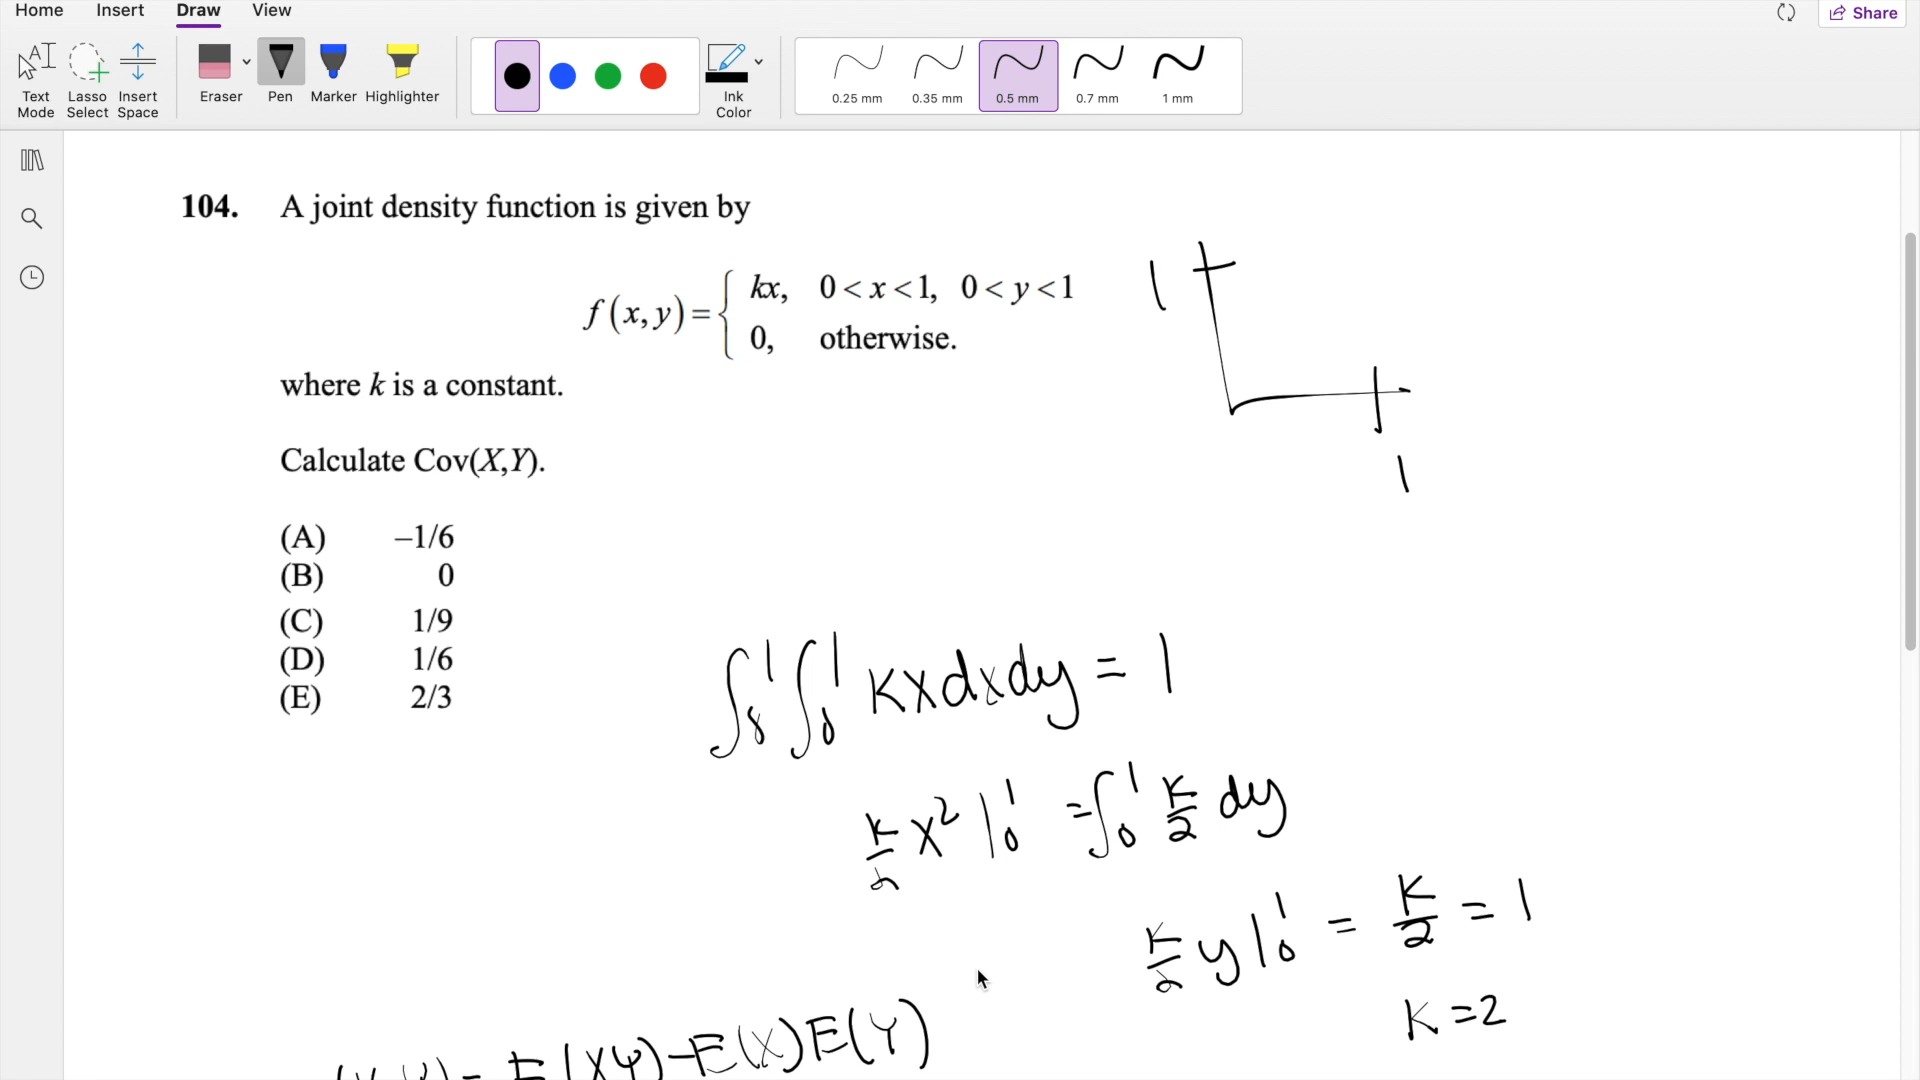 Home Insert Draw View
Share
Text Mode
Lasso Select
Insert Space
Eraser
Pen
Marker
Highlighter
Ink Color
0.25 mm
0.35 mm
0.5 mm
0.7 mm
1 mm
104. A joint density function is given by
f(x,y) = { kx, 0 < x < 1, 0 < y < 1
0, otherwise.
where k is a constant.
Calculate Cov(X,Y).
(A) –1/6
(B) 0
(C) 1/9
(D) 1/6
(E) 2/3
1
1
∫₀¹ ∫₀¹ kx dx dy = 1
k/2 x² |₀¹ = ∫₀¹ k/2 dy
k/2 y |₀¹ = k/2 = 1
k = 2
E(XY) – E(X)E(Y)